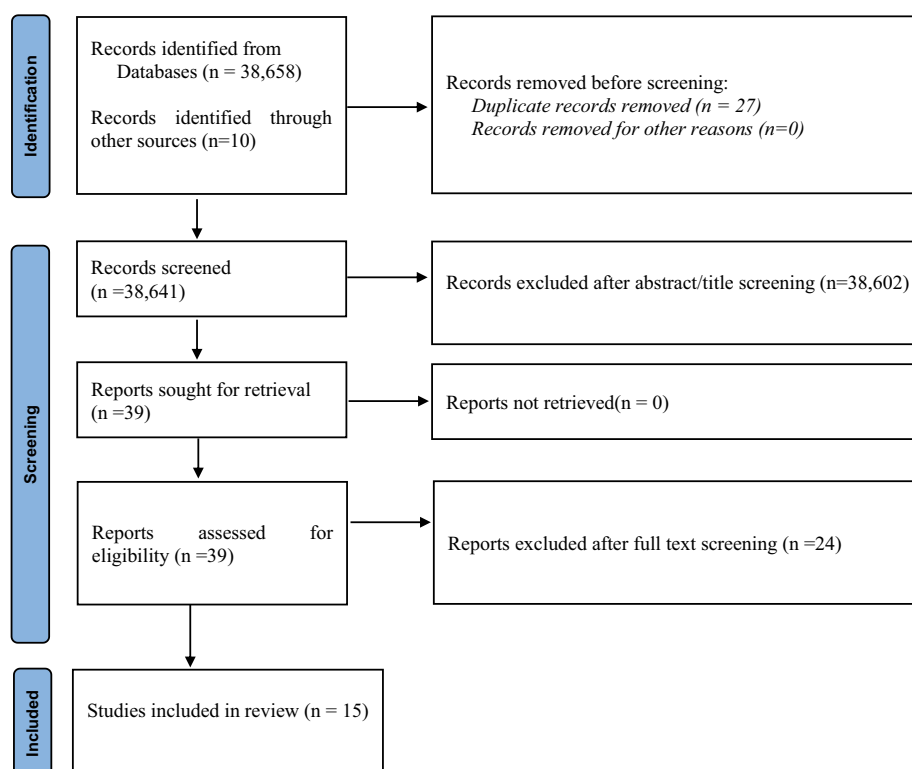 Identification
Records identified from
Databases (n = 38,658)
Records identified through
other sources (n=10)
Records removed before screening:
Duplicate records removed (n = 27)
Records removed for other reasons (n=0)
Screening
Records screened
(n =38,641)
Records excluded after abstract/title screening (n=38,602)
Reports sought for retrieval
(n =39)
Reports not retrieved(n = 0)
Reports assessed for
eligibility (n =39)
Reports excluded after full text screening (n =24)
Included
Studies included in review (n = 15)